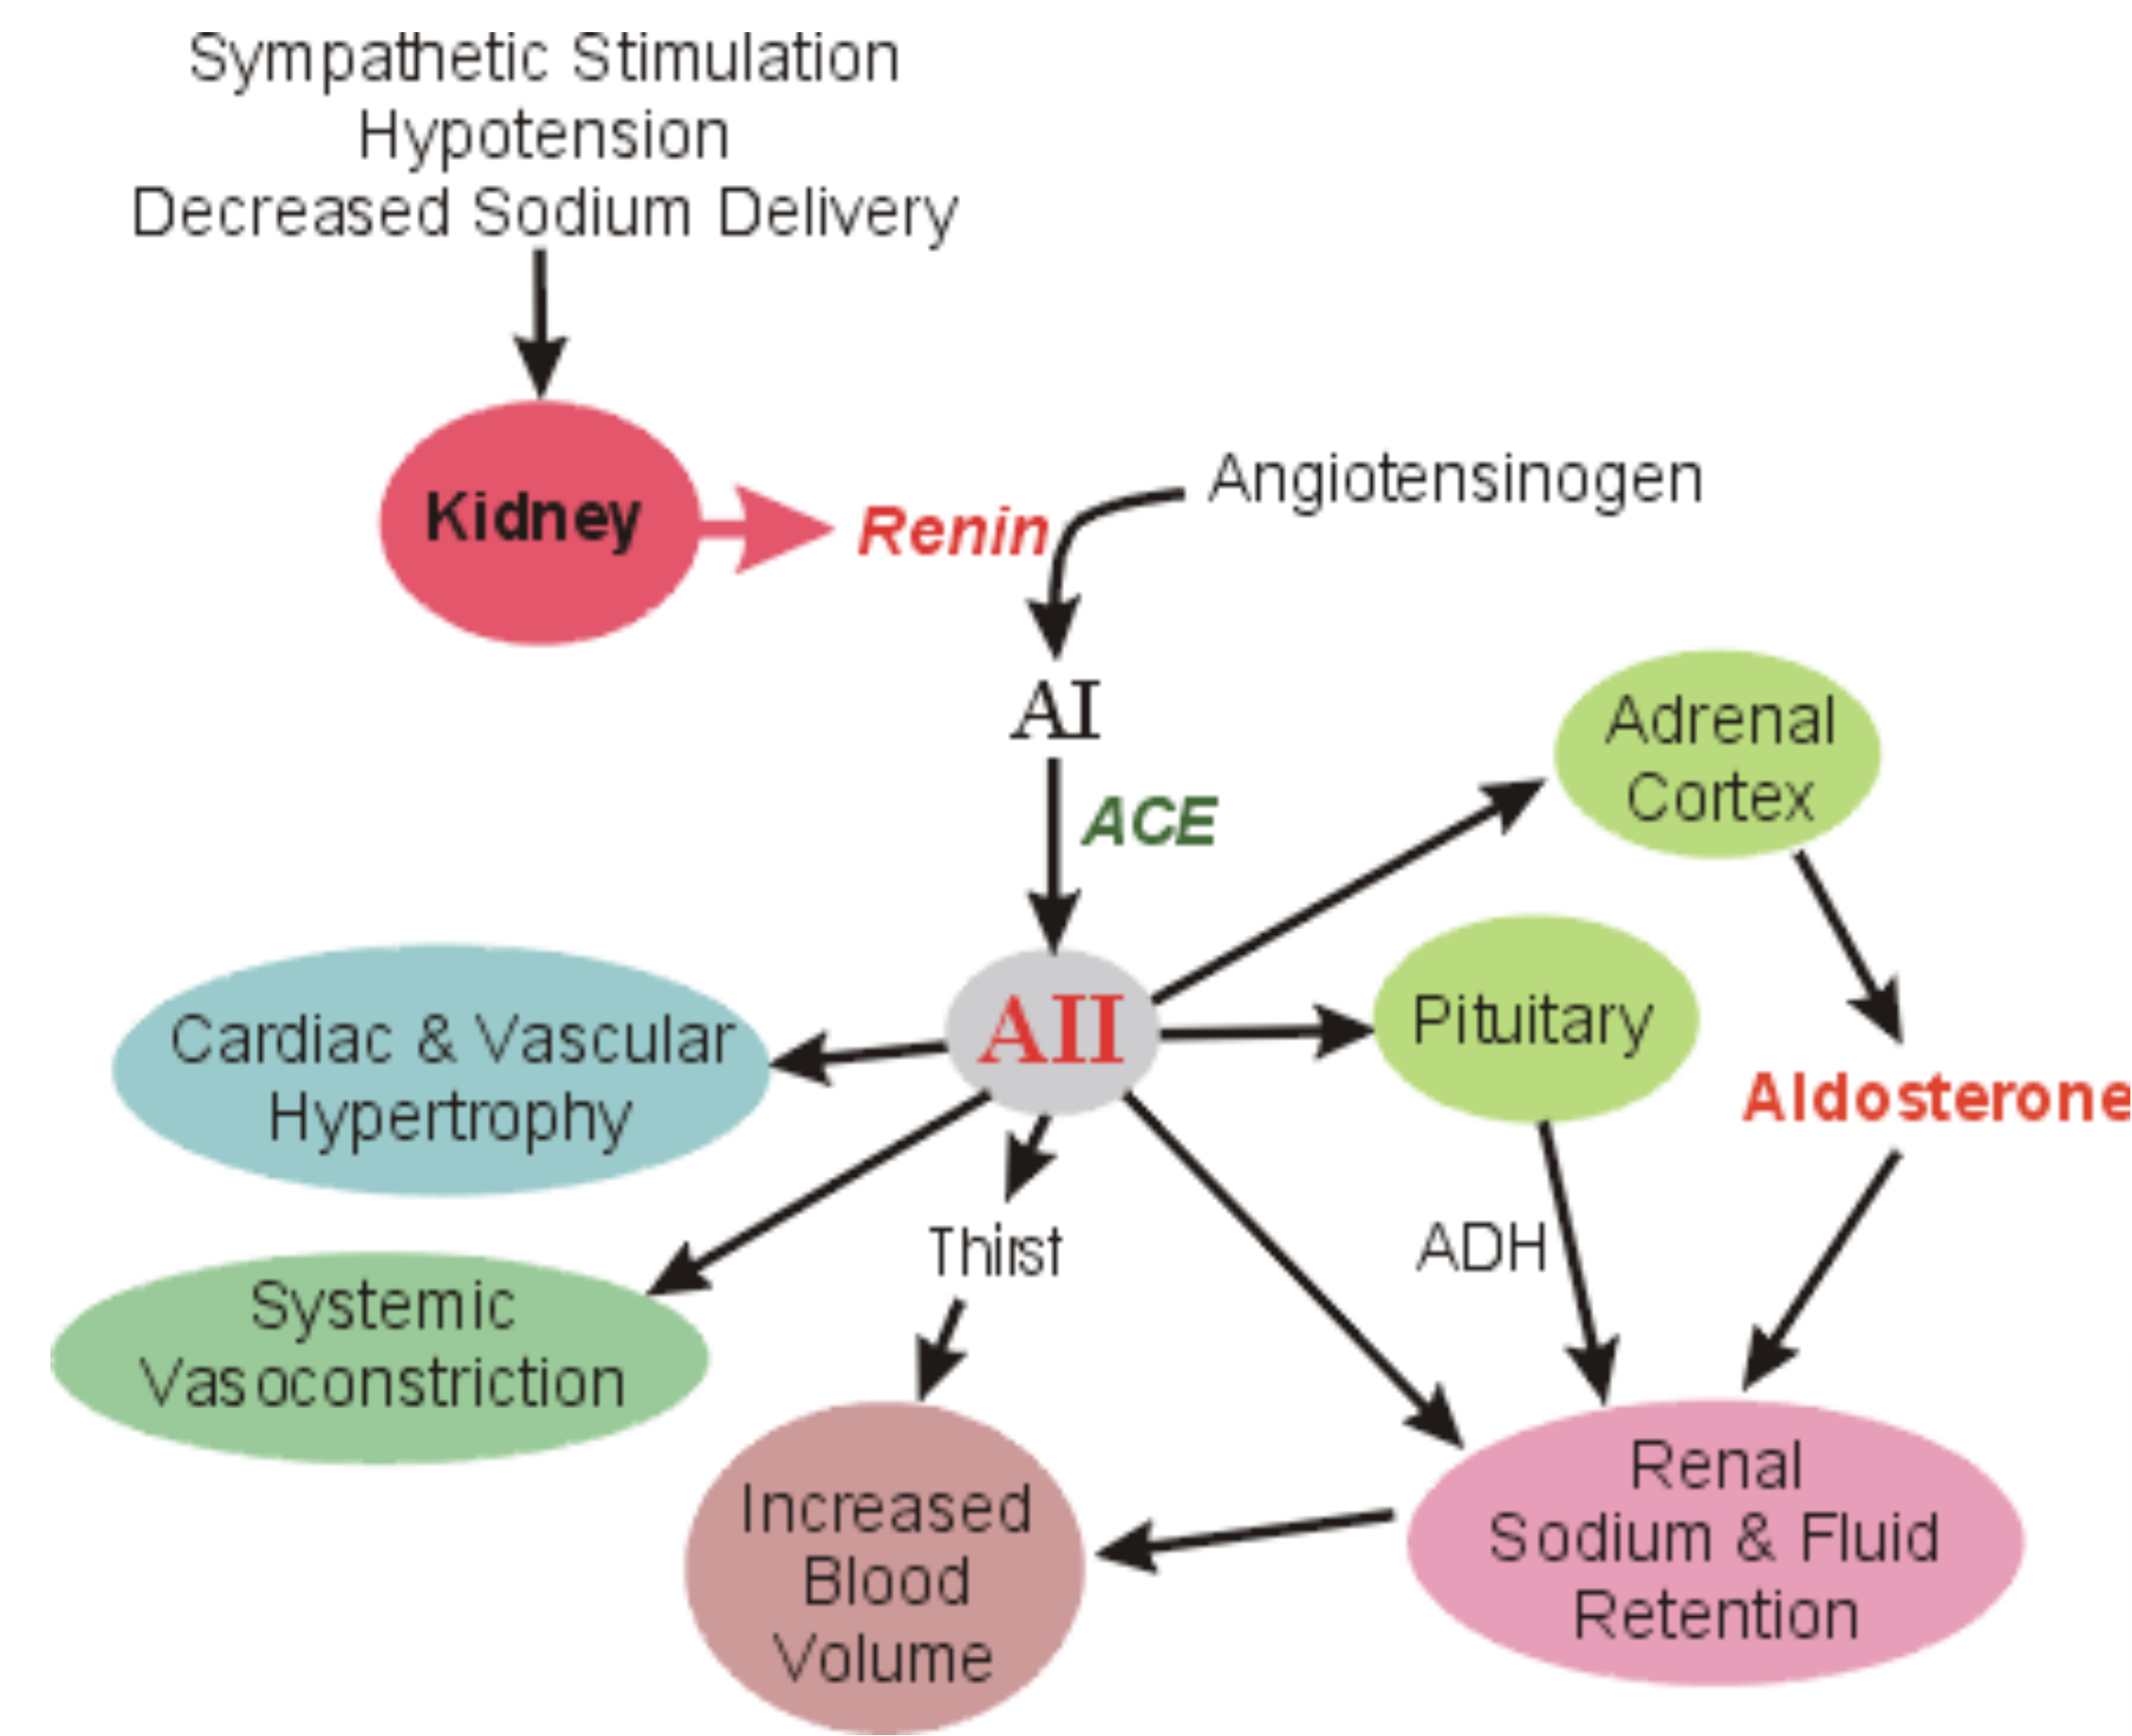 Sympathetic Stimulation
Hypotension
Decreased Sodium Delivery
Kidney
Renin
Angiotensinogen
AI
ACE
Adrenal
Cortex
AII
Pituitary
Cardiac & Vascular
Hypertrophy
Aldosterone
Thirst
ADH
Systemic
Vasoconstriction
Increased
Blood
Volume
Renal
Sodium & Fluid
Retention